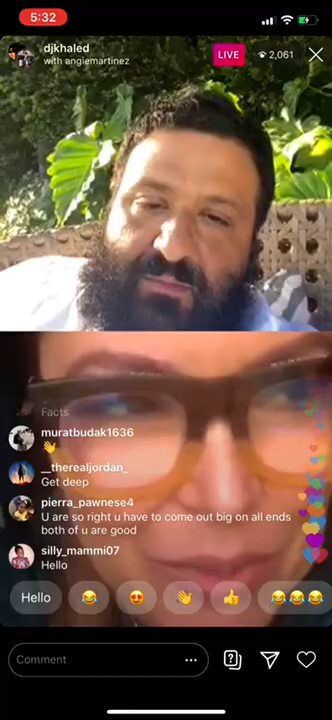 5:32
djkhaled
with angiemartinez
LIVE
2,061
Facts
muratbudak1636
👋
__therealjordan_
Get deep
pierra_pawnese4
U are so right u have to come out big on all ends
both of u are good
silly_mammi07
Hello
Hello 😂 😍 👋 👍 😂😂😂
Comment